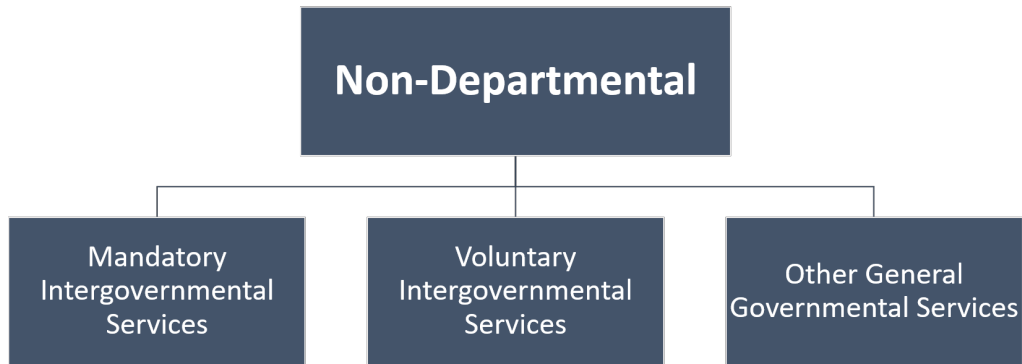 Non-Departmental
Mandatory
Intergovernmental
Services
Voluntary
Intergovernmental
Services
Other General
Governmental Services